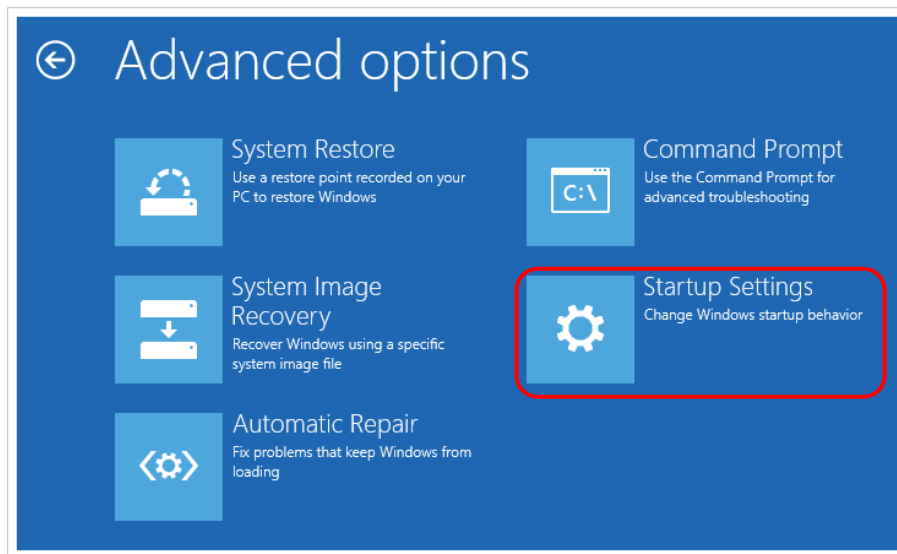 Advanced options
System Restore
Use a restore point recorded on your
PC to restore Windows
System Image
Recovery
Recover Windows using a specific
system image file
Automatic Repair
Fix problems that keep Windows from
loading
Command Prompt
Use the Command Prompt for
advanced troubleshooting
C:\
Startup Settings
Change Windows startup behavior